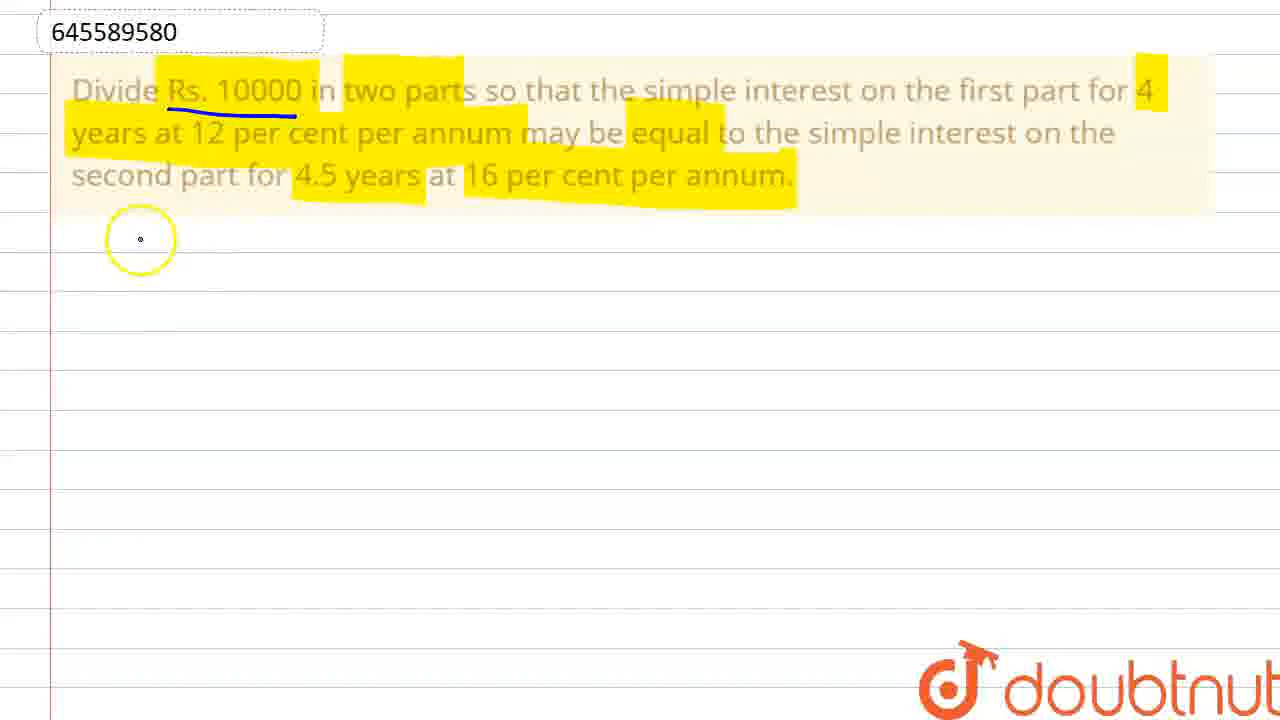 645589580
Divide Rs. 10000 in two parts so that the simple interest on the first part for 4
years at 12 per cent per annum may be equal to the simple interest on the
second part for 4.5 years at 16 per cent per annum.
doubtnut